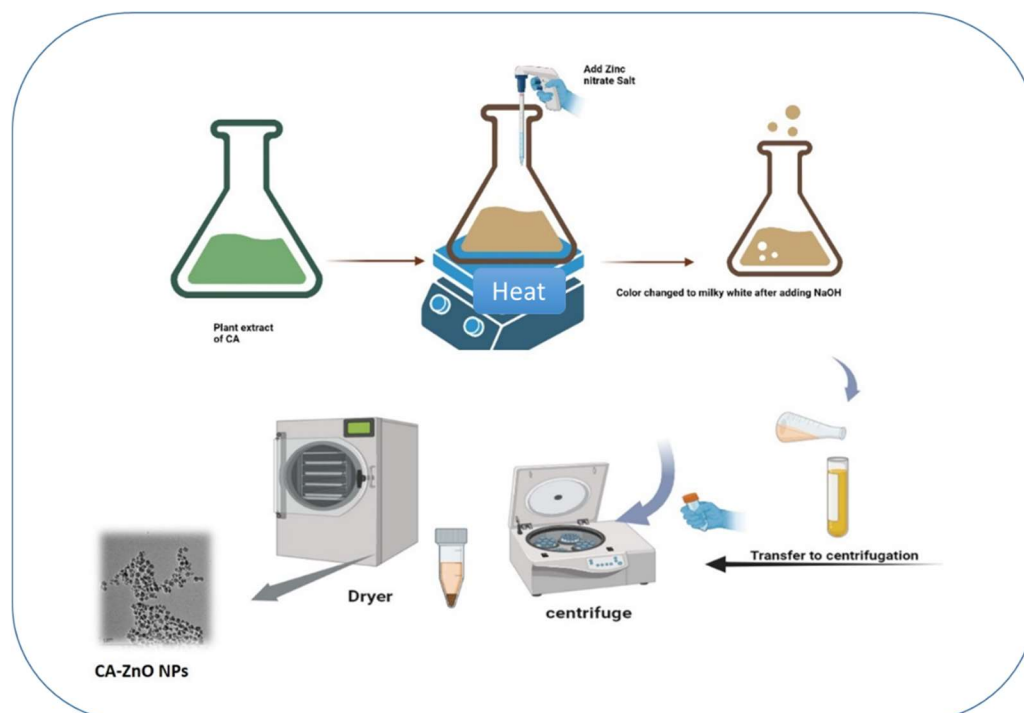 Add Zinc
nitrate Salt
Heat
Plant extract
of CA
Color changed to milky white after adding NaOH
Transfer to centrifugation
centrifuge
Dryer
CA-ZnO NPs